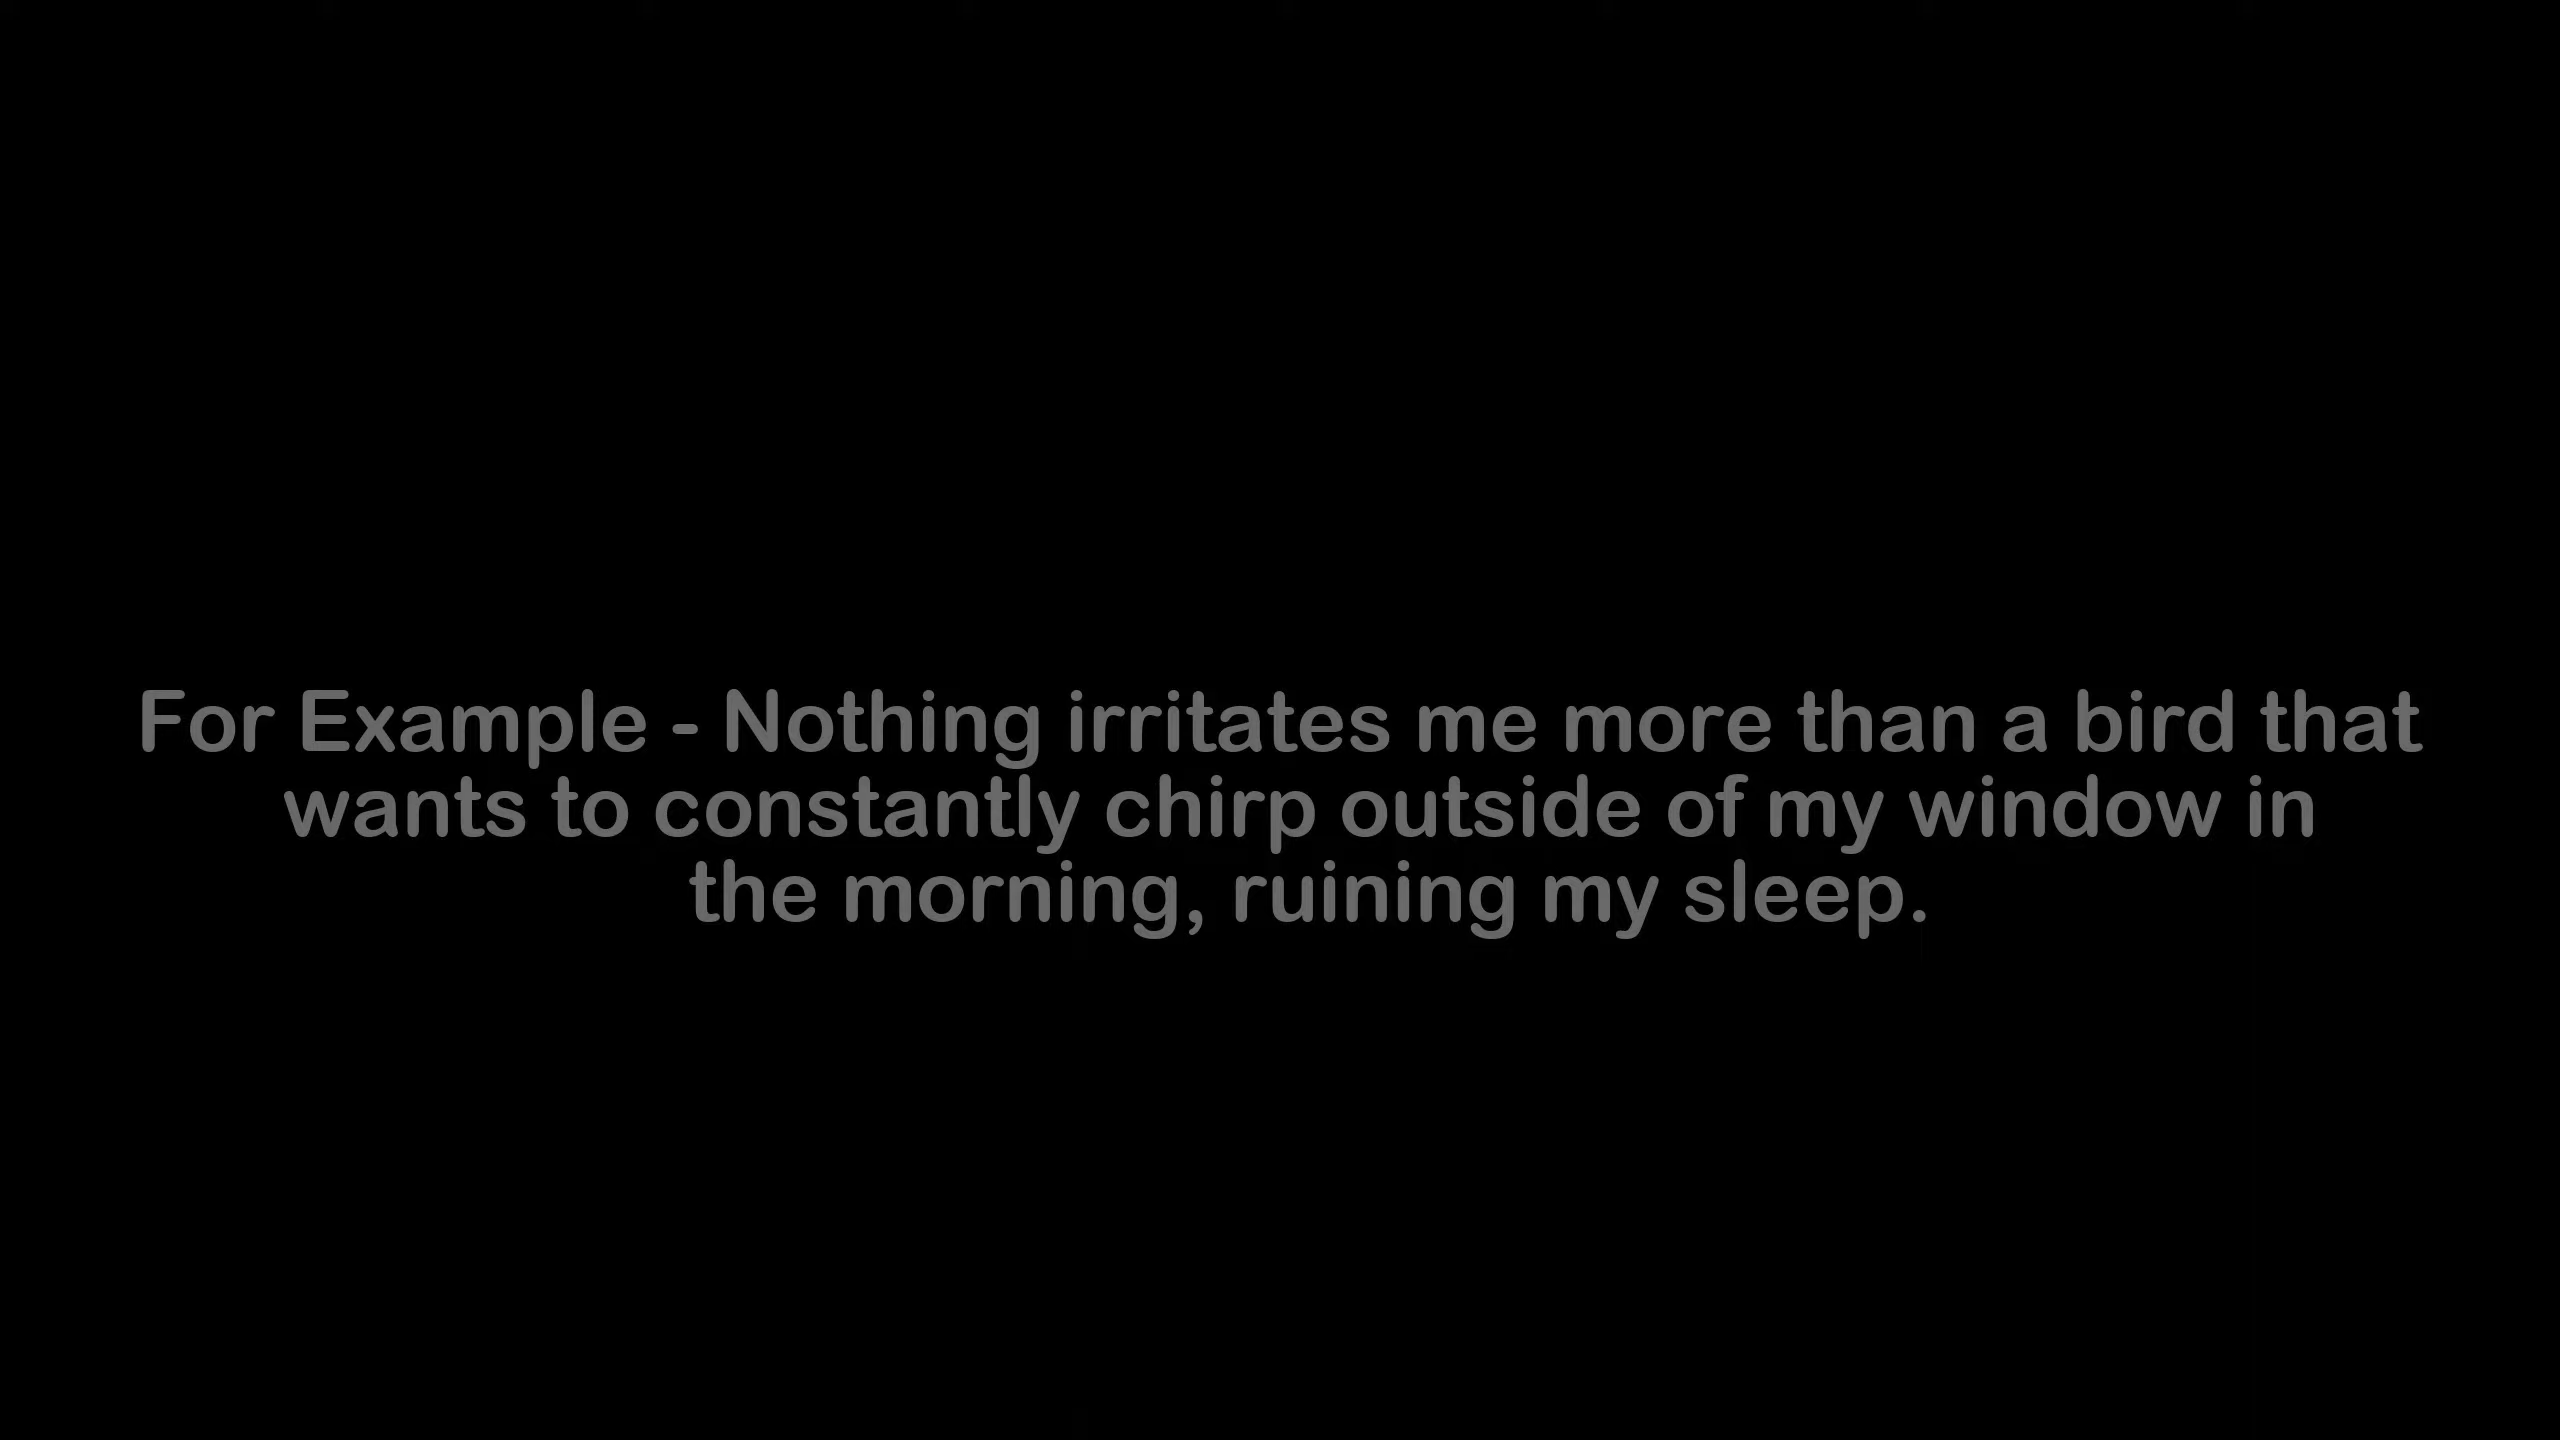 For Example - Nothing irritates me more than a bird that
wants to constantly chirp outside of my window in
the morning, ruining my sleep.